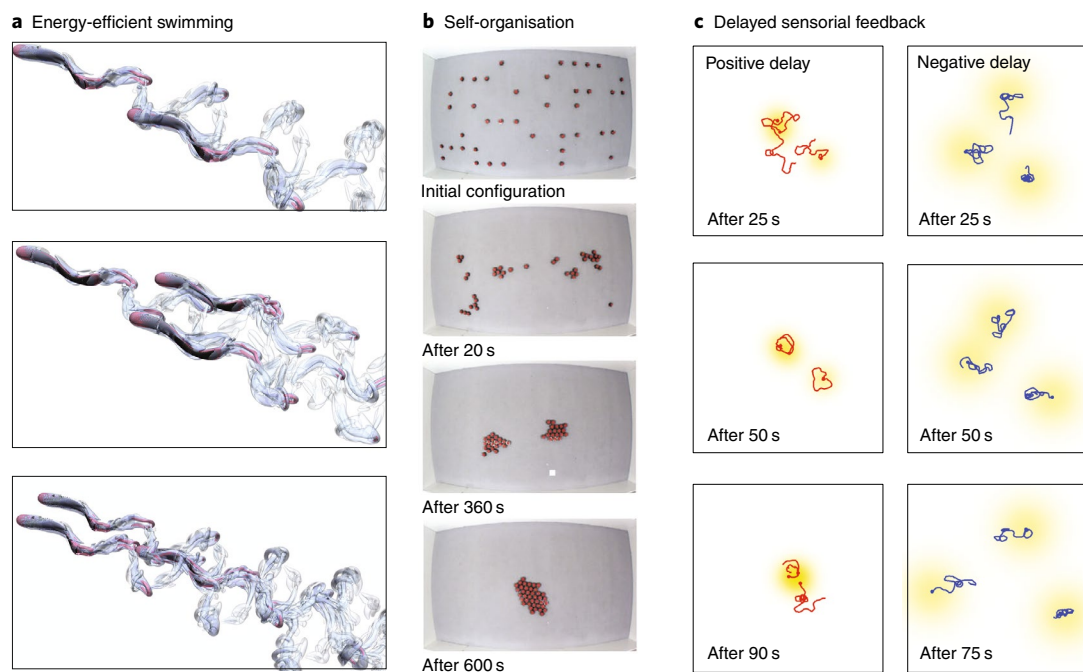 a Energy-efficient swimming
b Self-organisation
Initial configuration
After 20 s
After 360 s
After 600 s
c Delayed sensorial feedback
Positive delay
After 25 s
Negative delay
After 25 s
After 50 s
After 50 s
After 90 s
After 75 s